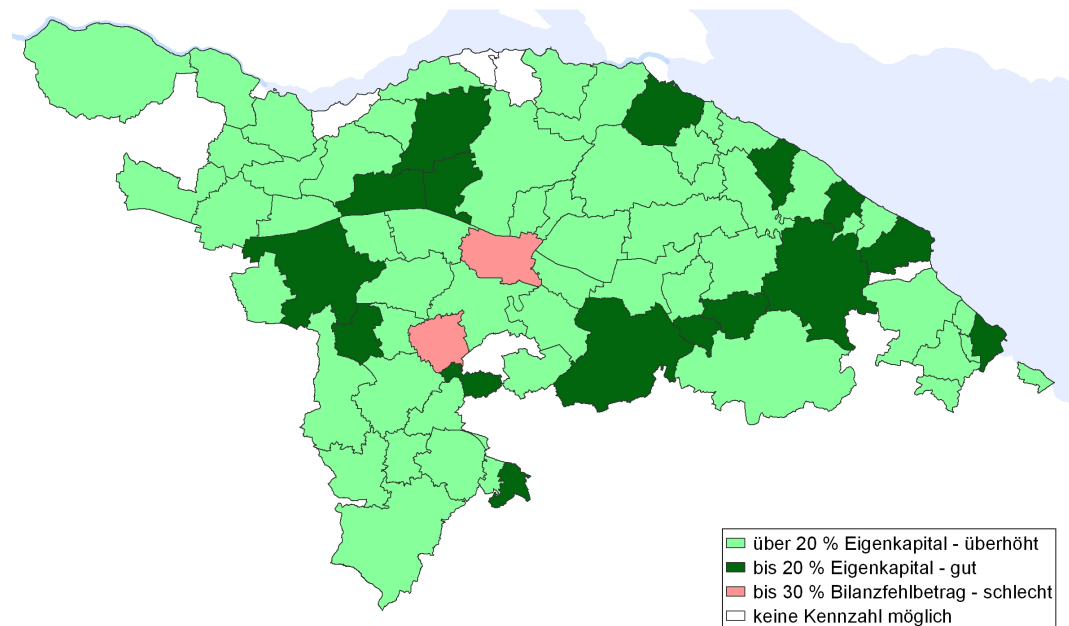 über 20 % Eigenkapital - überhöht
bis 20 % Eigenkapital - gut
bis 30 % Bilanzfehlbetrag - schlecht
keine Kennzahl möglich